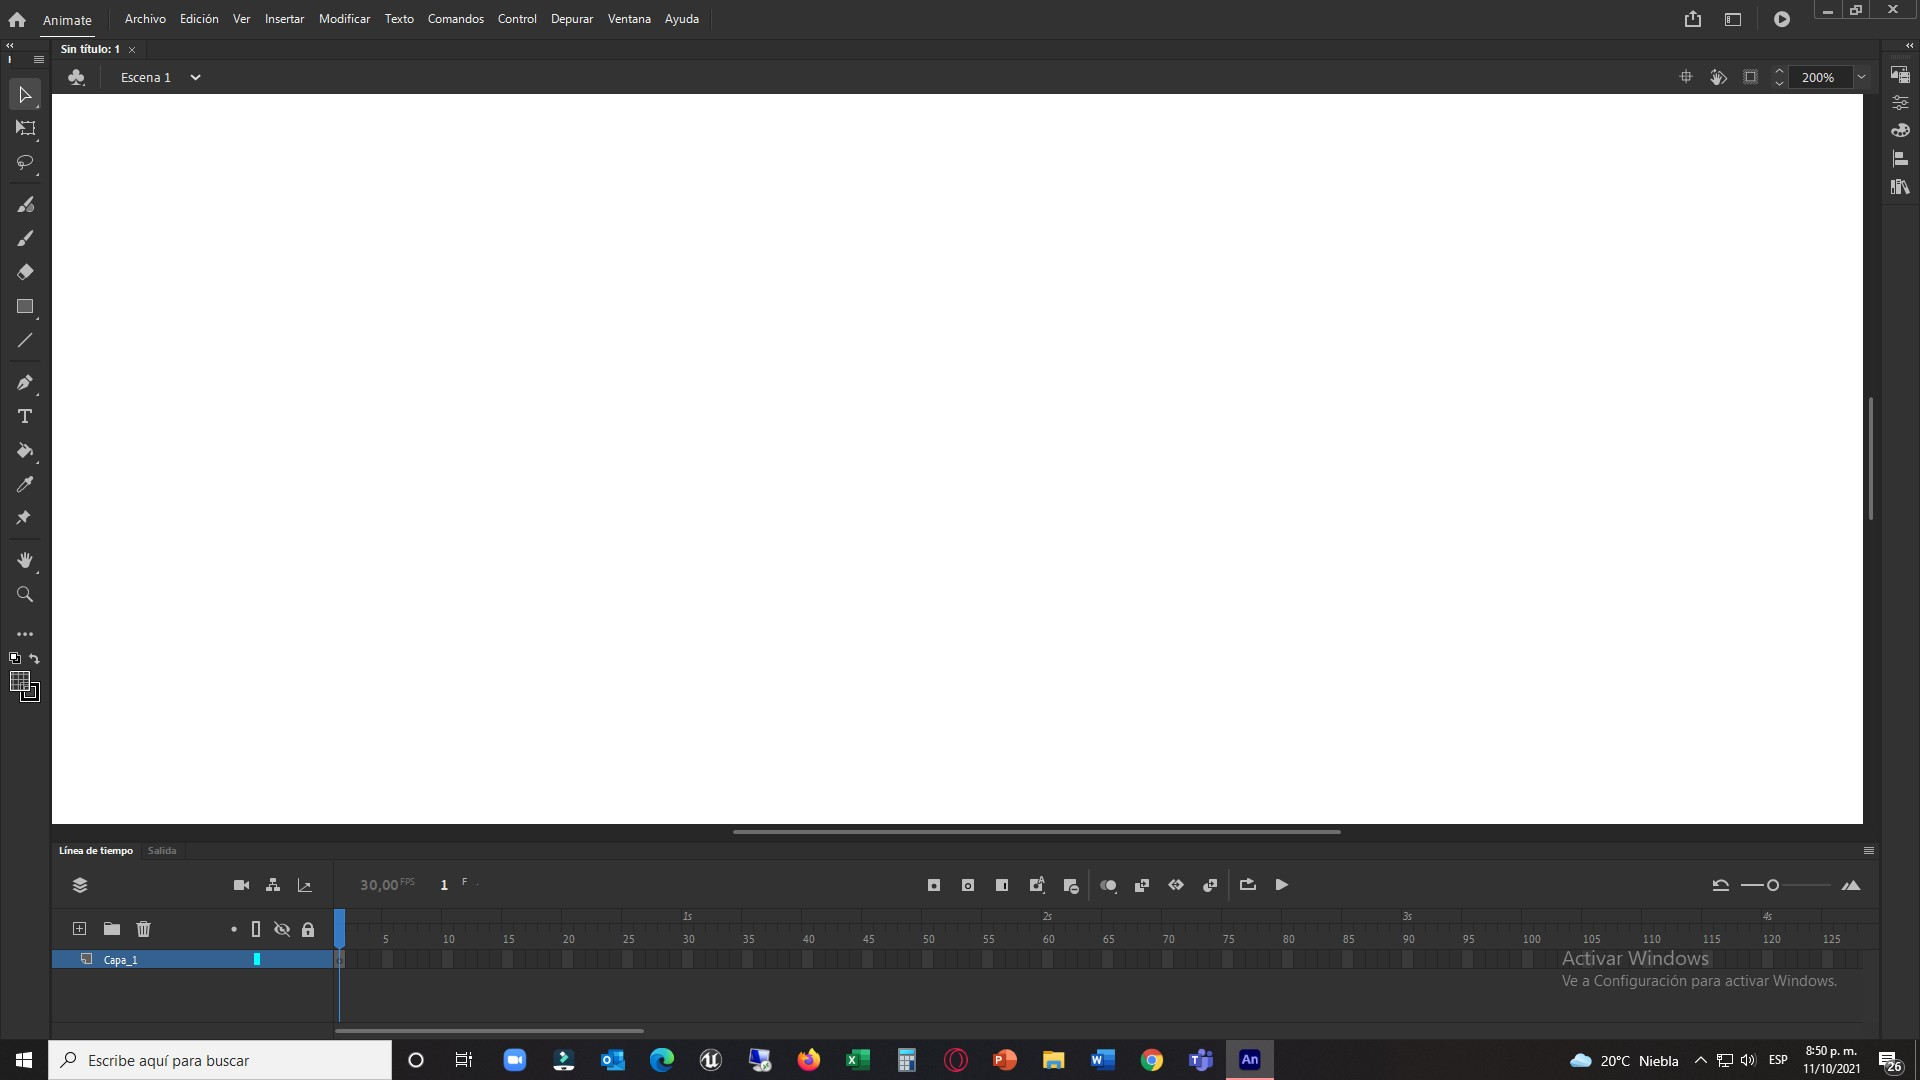 Animate Archivo Edición Ver Insertar Modificar Texto Comandos Control Depurar Ventana Ayuda
Sin título: 1
Escena 1 200%
Línea de tiempo Salida
30,00 FPS 1 F
1s 2s 3s 4s
5 10 15 20 25 30 35 40 45 50 55 60 65 70 75 80 85 90 95 100 105 110 115 120 125
Capa_1
Activar Windows
Ve a Configuración para activar Windows.
Escribe aquí para buscar
An
20°C Niebla ESP
8:50 p. m.
11/10/2021
26